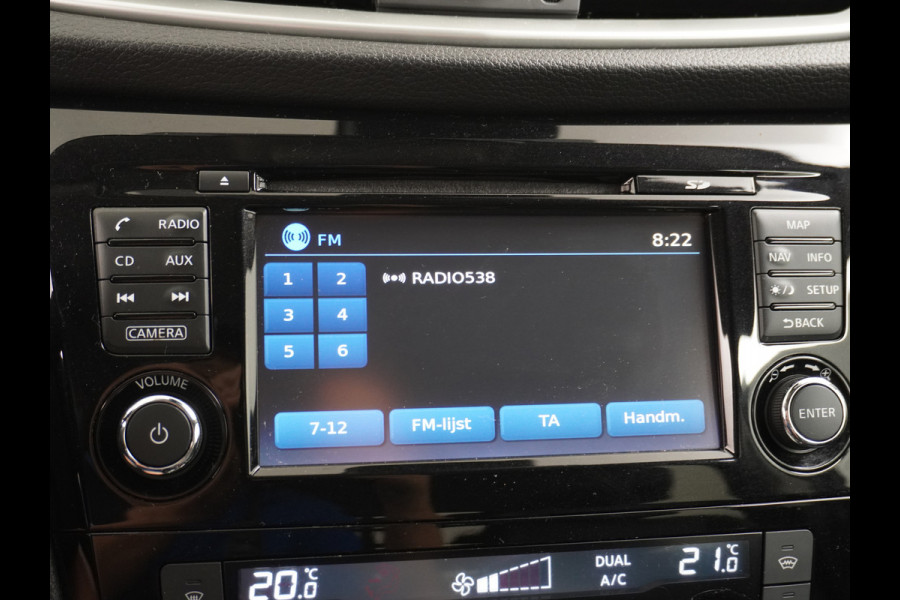 SD
RADIO
CD AUX
CAMERA
VOLUME
FM 8:22
1 2 RADIO538
3 4
5 6
7-12 FM-lijst TA Handm.
MAP
NAV INFO
SETUP
BACK
ENTER
20.0°C
DUAL
A/C
21.0°C